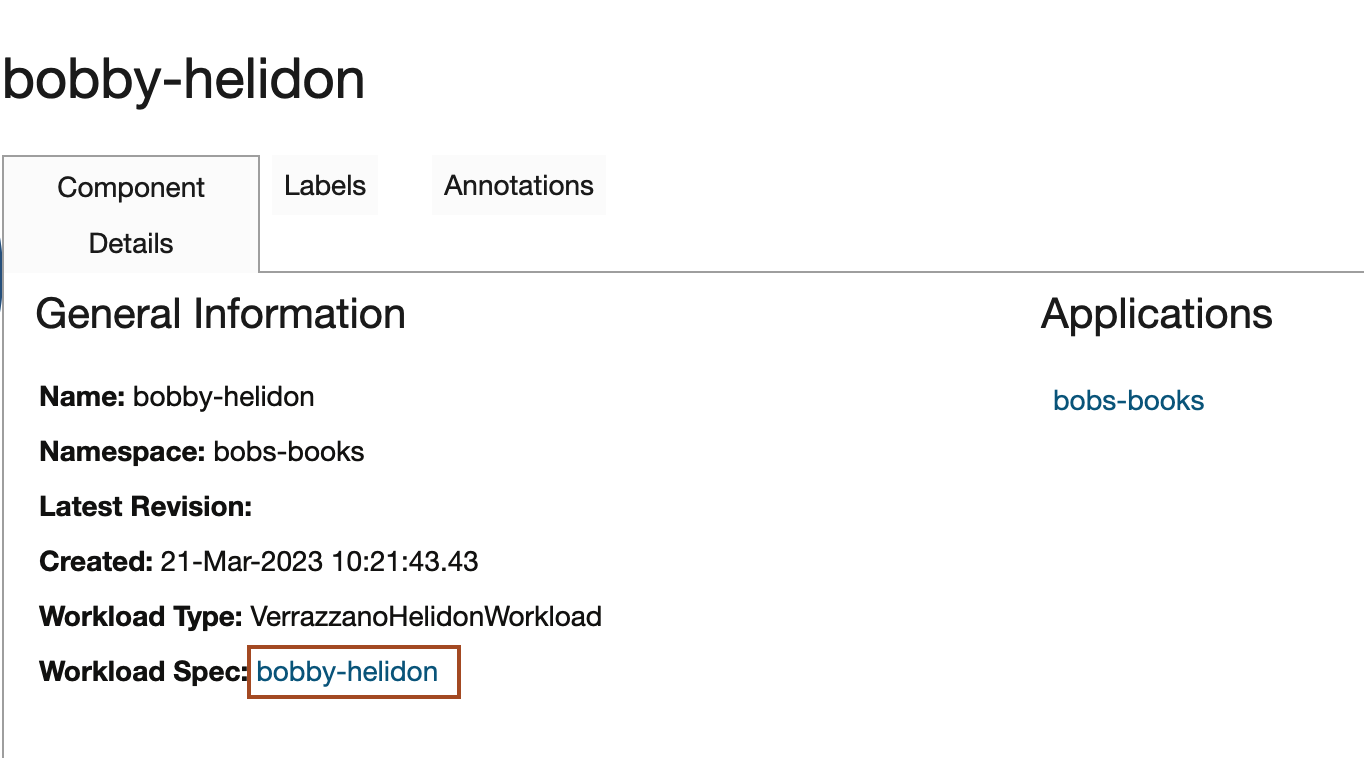 bobby-helidon
Component
Details
Labels
Annotations
General Information
Name: bobby-helidon
Namespace: bobs-books
Latest Revision:
Created: 21-Mar-2023 10:21:43.43
Workload Type: VerrazzanoHelidonWorkload
Workload Spec: bobby-helidon
Applications
bobs-books